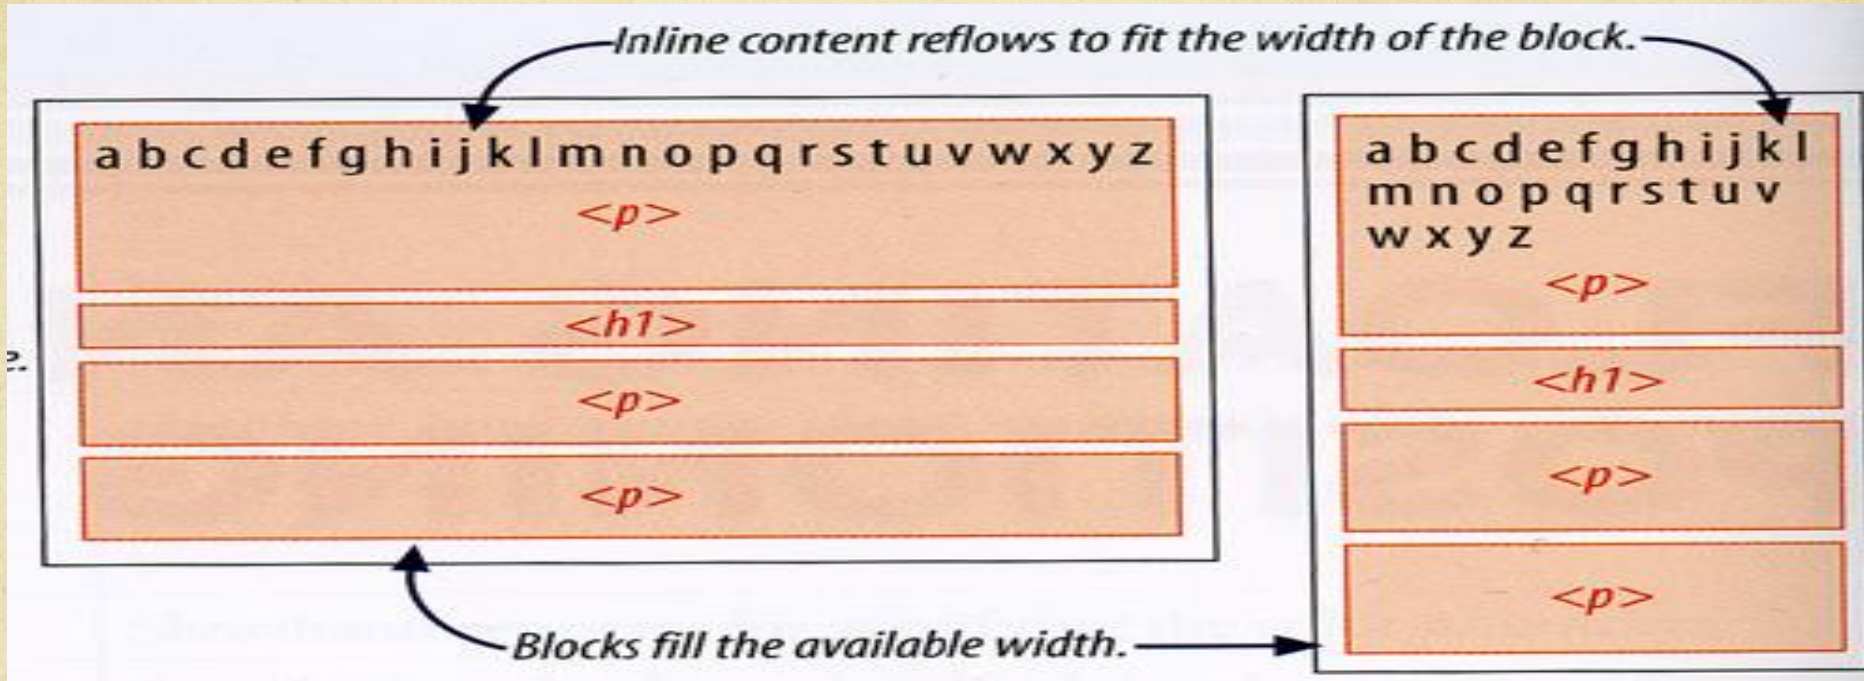 Inline content reflows to fit the width of the block.
a b c d e f g h i j k l m n o p q r s t u v w x y z
<p>
<h1>
<p>
<p>
a b c d e f g h i j k l
m n o p q r s t u v
w x y z
<p>
<h1>
<p>
<p>
Blocks fill the available width.